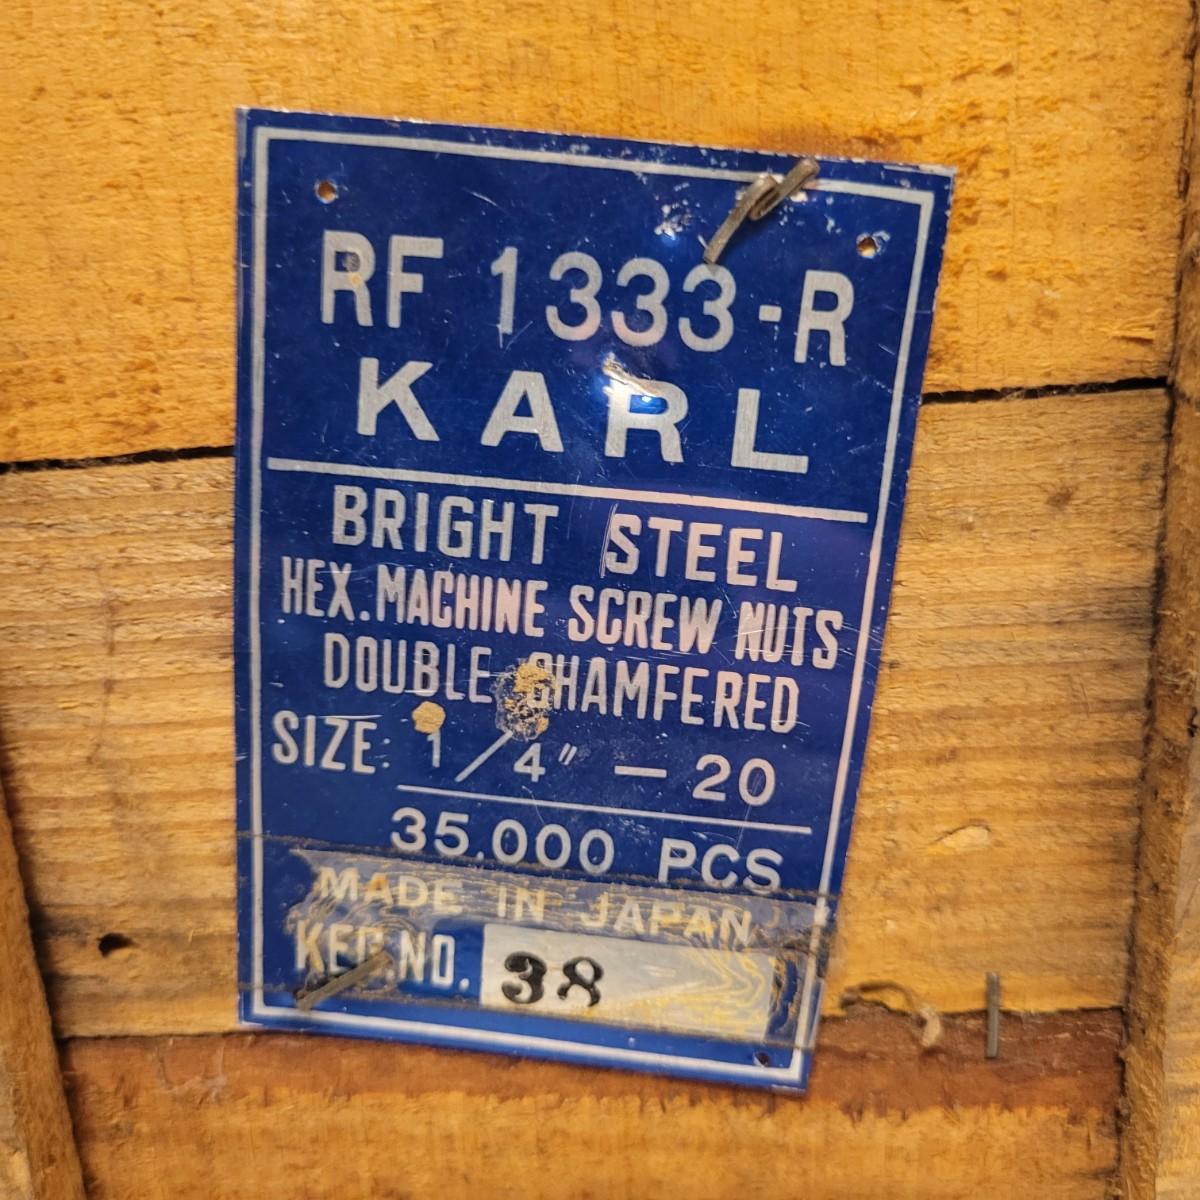 RF 1333-R
KARL
BRIGHT STEEL
HEX. MACHINE SCREW NUTS
DOUBLE CHAMFERED
SIZE: 1/4" — 20
35,000 PCS
MADE IN JAPAN
KEG.NO. 38